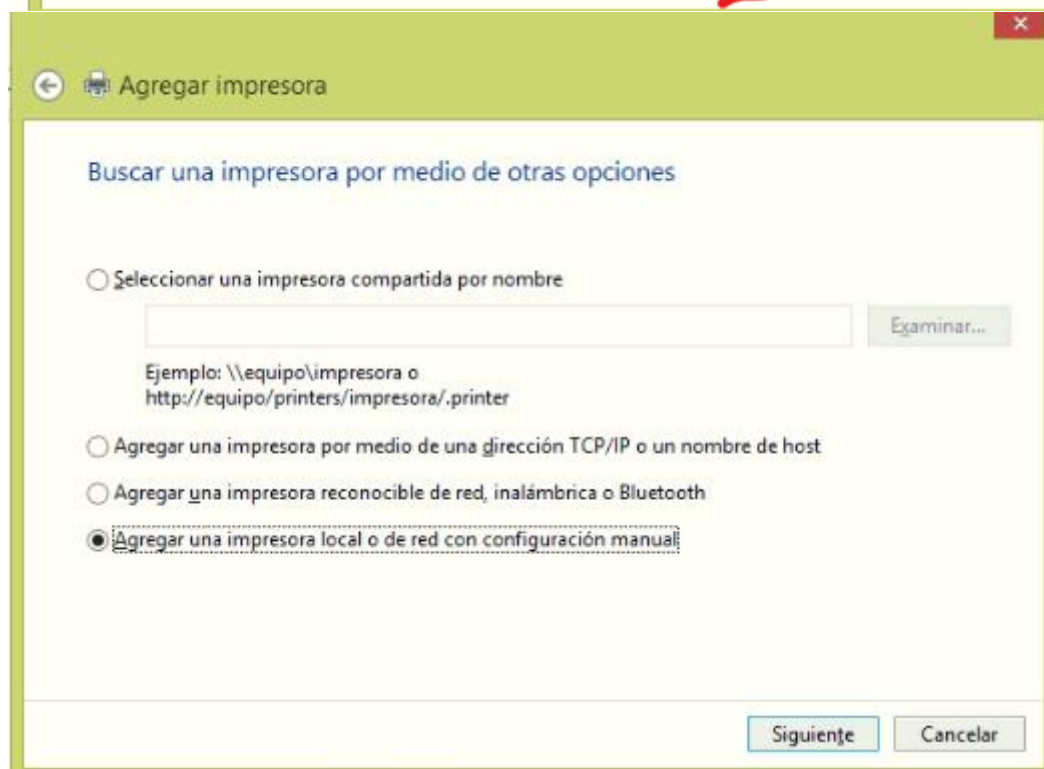 Agregar impresora
Buscar una impresora por medio de otras opciones
Seleccionar una impresora compartida por nombre
Examinar...
Ejemplo: \\equipo\impresora o
http://equipo/printers/impresora/.printer
Agregar una impresora por medio de una dirección TCP/IP o un nombre de host
Agregar una impresora reconocible de red, inalámbrica o Bluetooth
Agregar una impresora local o de red con configuración manual
Siguiente Cancelar